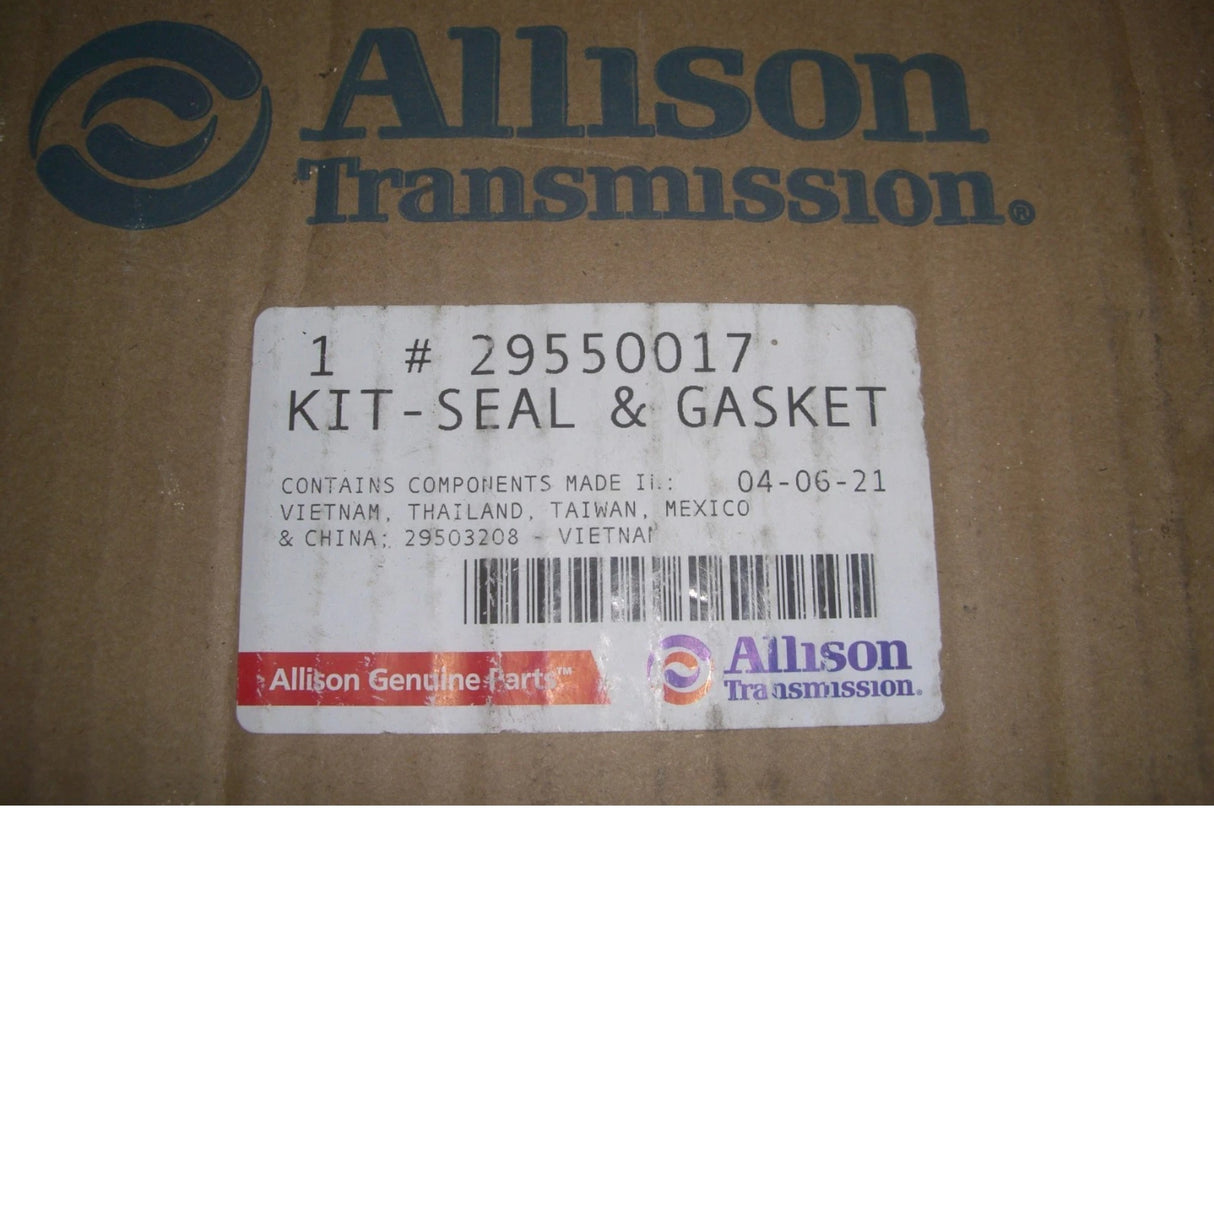 Allison
Transmission®
1 # 29550017
KIT-SEAL & GASKET
CONTAINS COMPONENTS MADE IN: 04-06-21
VIETNAM, THAILAND, TAIWAN, MEXICO
& CHINA; 29503208 - VIETNAM
Allison Genuine Parts™
Allison
Transmission®